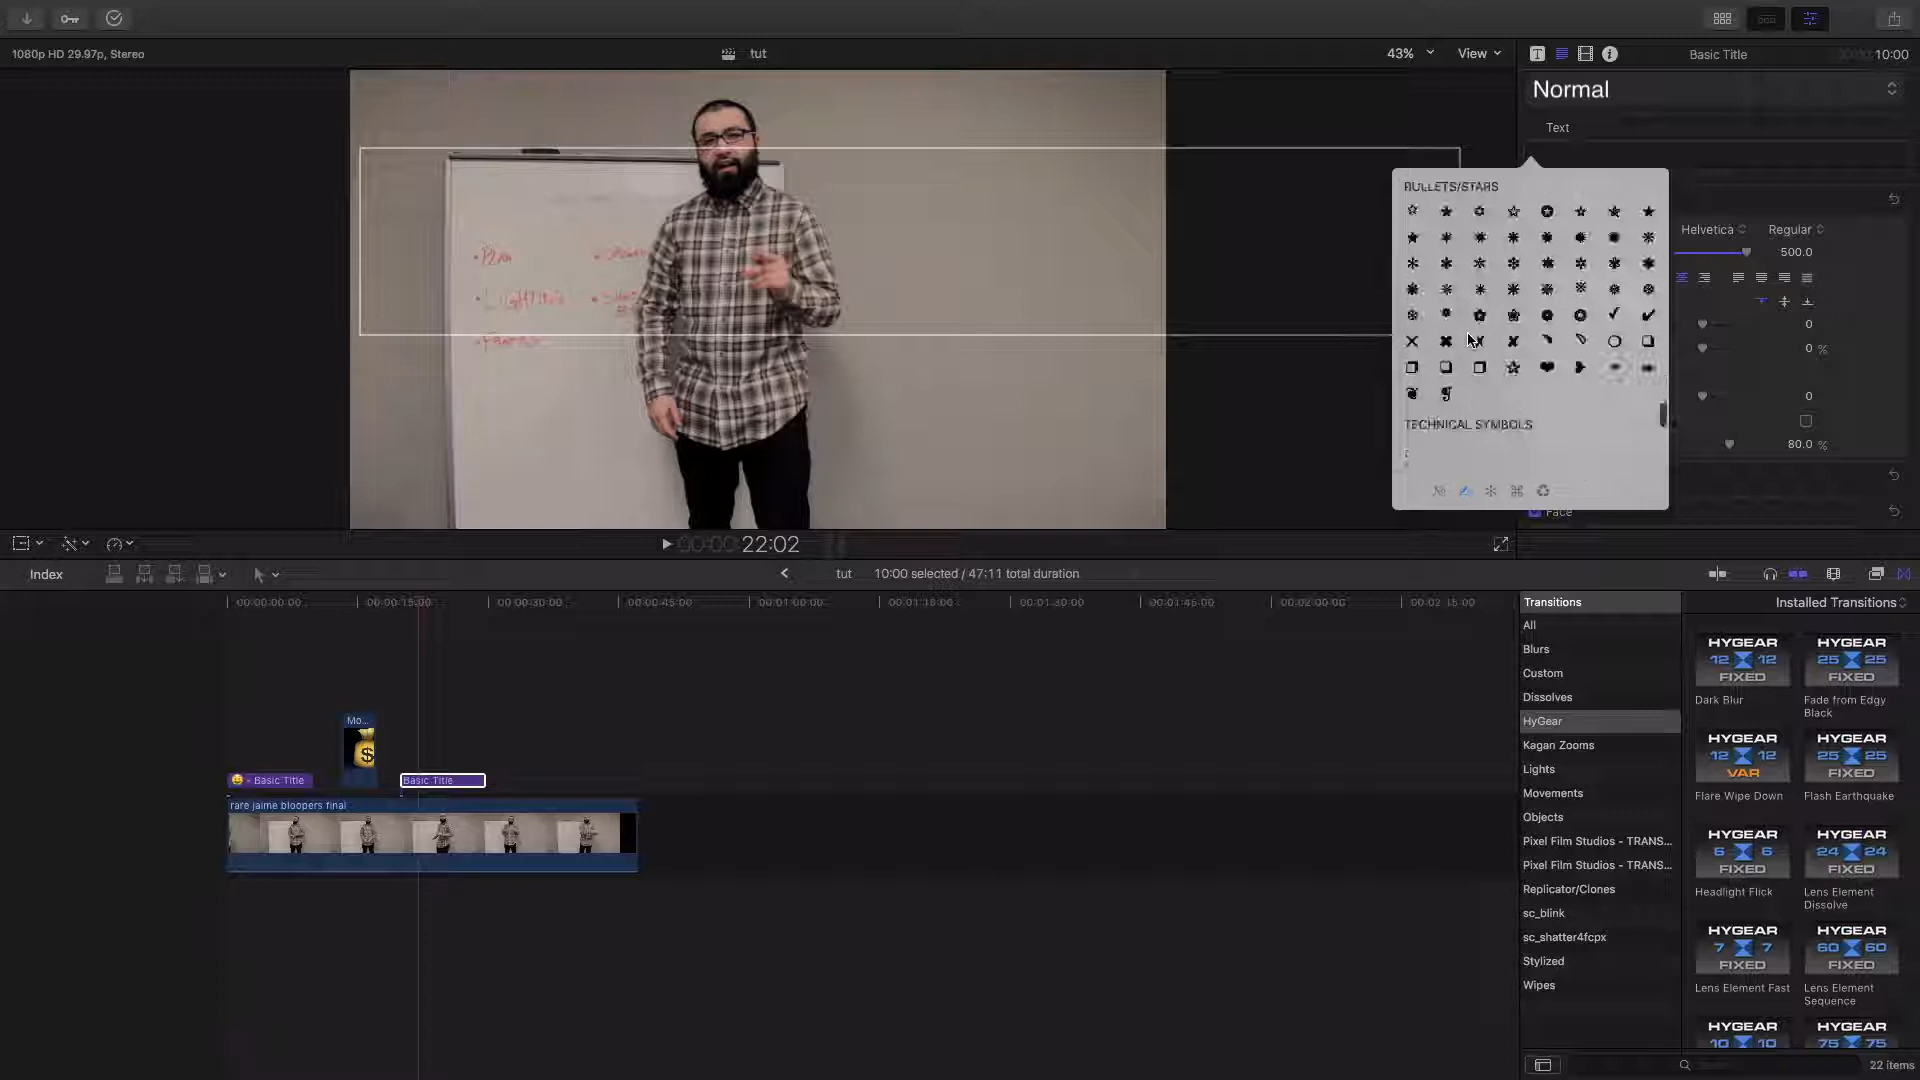 1080p HD 29.97p, Stereo
tut
43%
View
Basic Title
10:00
Normal
Text
BULLETS/STARS
TECHNICAL SYMBOLS
Helvetica
Regular
500.0
0
0 %
0
80.0 %
Face
22:02
Index
tut
10:00 selected / 47:11 total duration
00:00:00:00
00:00:15:00
00:00:30:00
00:00:45:00
00:01:00:00
00:01:15:00
00:01:30:00
00:01:45:00
00:02:00:00
00:02:15:00
Mo...
😀 - Basic Title
Basic Title
rare jaime bloopers final
Transitions
All
Blurs
Custom
Dissolves
HyGear
Kagan Zooms
Lights
Movements
Objects
Pixel Film Studios - TRANS...
Pixel Film Studios - TRANS...
Replicator/Clones
sc_blink
sc_shatter4fcpx
Stylized
Wipes
Installed Transitions
HYGEAR
12 12
FIXED
Dark Blur
HYGEAR
25 25
FIXED
Fade from Edgy
Black
HYGEAR
12 12
VAR
Flare Wipe Down
HYGEAR
25 25
FIXED
Flash Earthquake
HYGEAR
6 6
FIXED
Headlight Flick
HYGEAR
24 24
FIXED
Lens Element
Dissolve
HYGEAR
7 7
FIXED
Lens Element Fast
HYGEAR
60 60
FIXED
Lens Element
Sequence
HYGEAR
10 10
HYGEAR
75 75
22 items